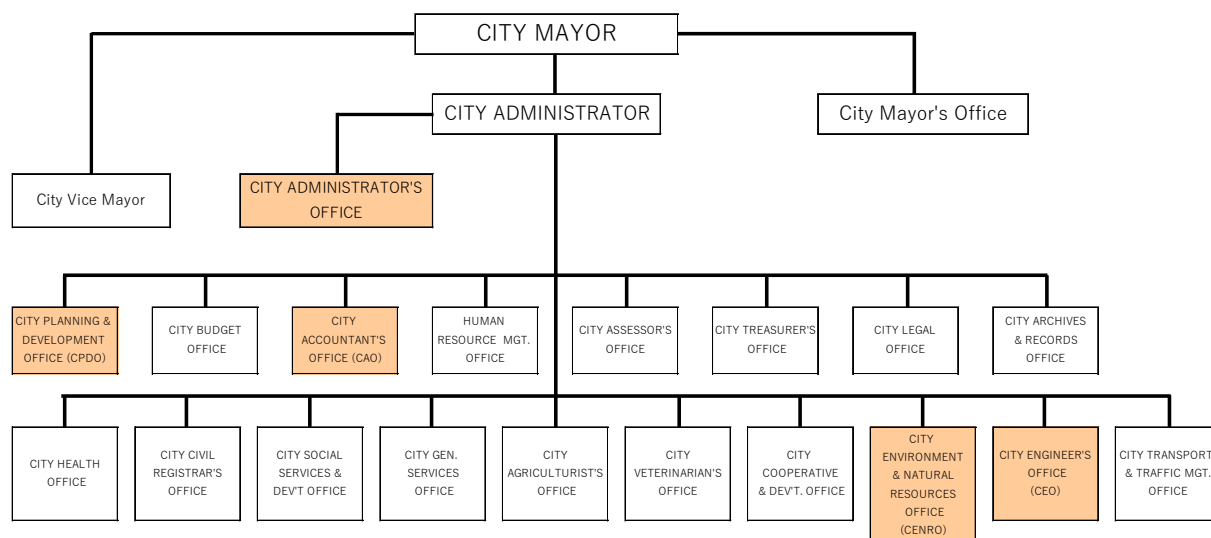 CITY MAYOR
CITY ADMINISTRATOR
City Mayor's Office
City Vice Mayor
CITY ADMINISTRATOR'S
OFFICE
CITY PLANNING &
DEVELOPMENT
OFFICE (CPDO)
CITY BUDGET
OFFICE
CITY
ACCOUNTANT'S
OFFICE (CAO)
HUMAN
RESOURCE MGT.
OFFICE
CITY ASSESSOR'S
OFFICE
CITY TREASURER'S
OFFICE
CITY LEGAL
OFFICE
CITY ARCHIVES
& RECORDS
OFFICE
CITY HEALTH
OFFICE
CITY CIVIL
REGISTRAR'S
OFFICE
CITY SOCIAL
SERVICES &
DEV'T OFFICE
CITY GEN.
SERVICES
OFFICE
CITY
AGRICULTURIST'S
OFFICE
CITY
VETERINARIAN'S
OFFICE
CITY
COOPERATIVE
& DEV'T. OFFICE
CITY
ENVIRONMENT
& NATURAL
RESOURCES
OFFICE
(CENRO)
CITY ENGINEER'S
OFFICE
(CEO)
CITY TRANSPORT
& TRAFFIC MGT.
OFFICE